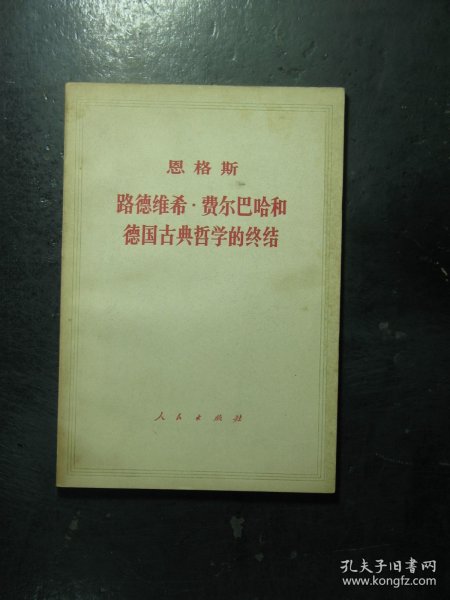 恩格斯
路德维希·费尔巴哈和
德国古典哲学的终结
人民出版社
孔夫子旧书网
www.kongfz.com